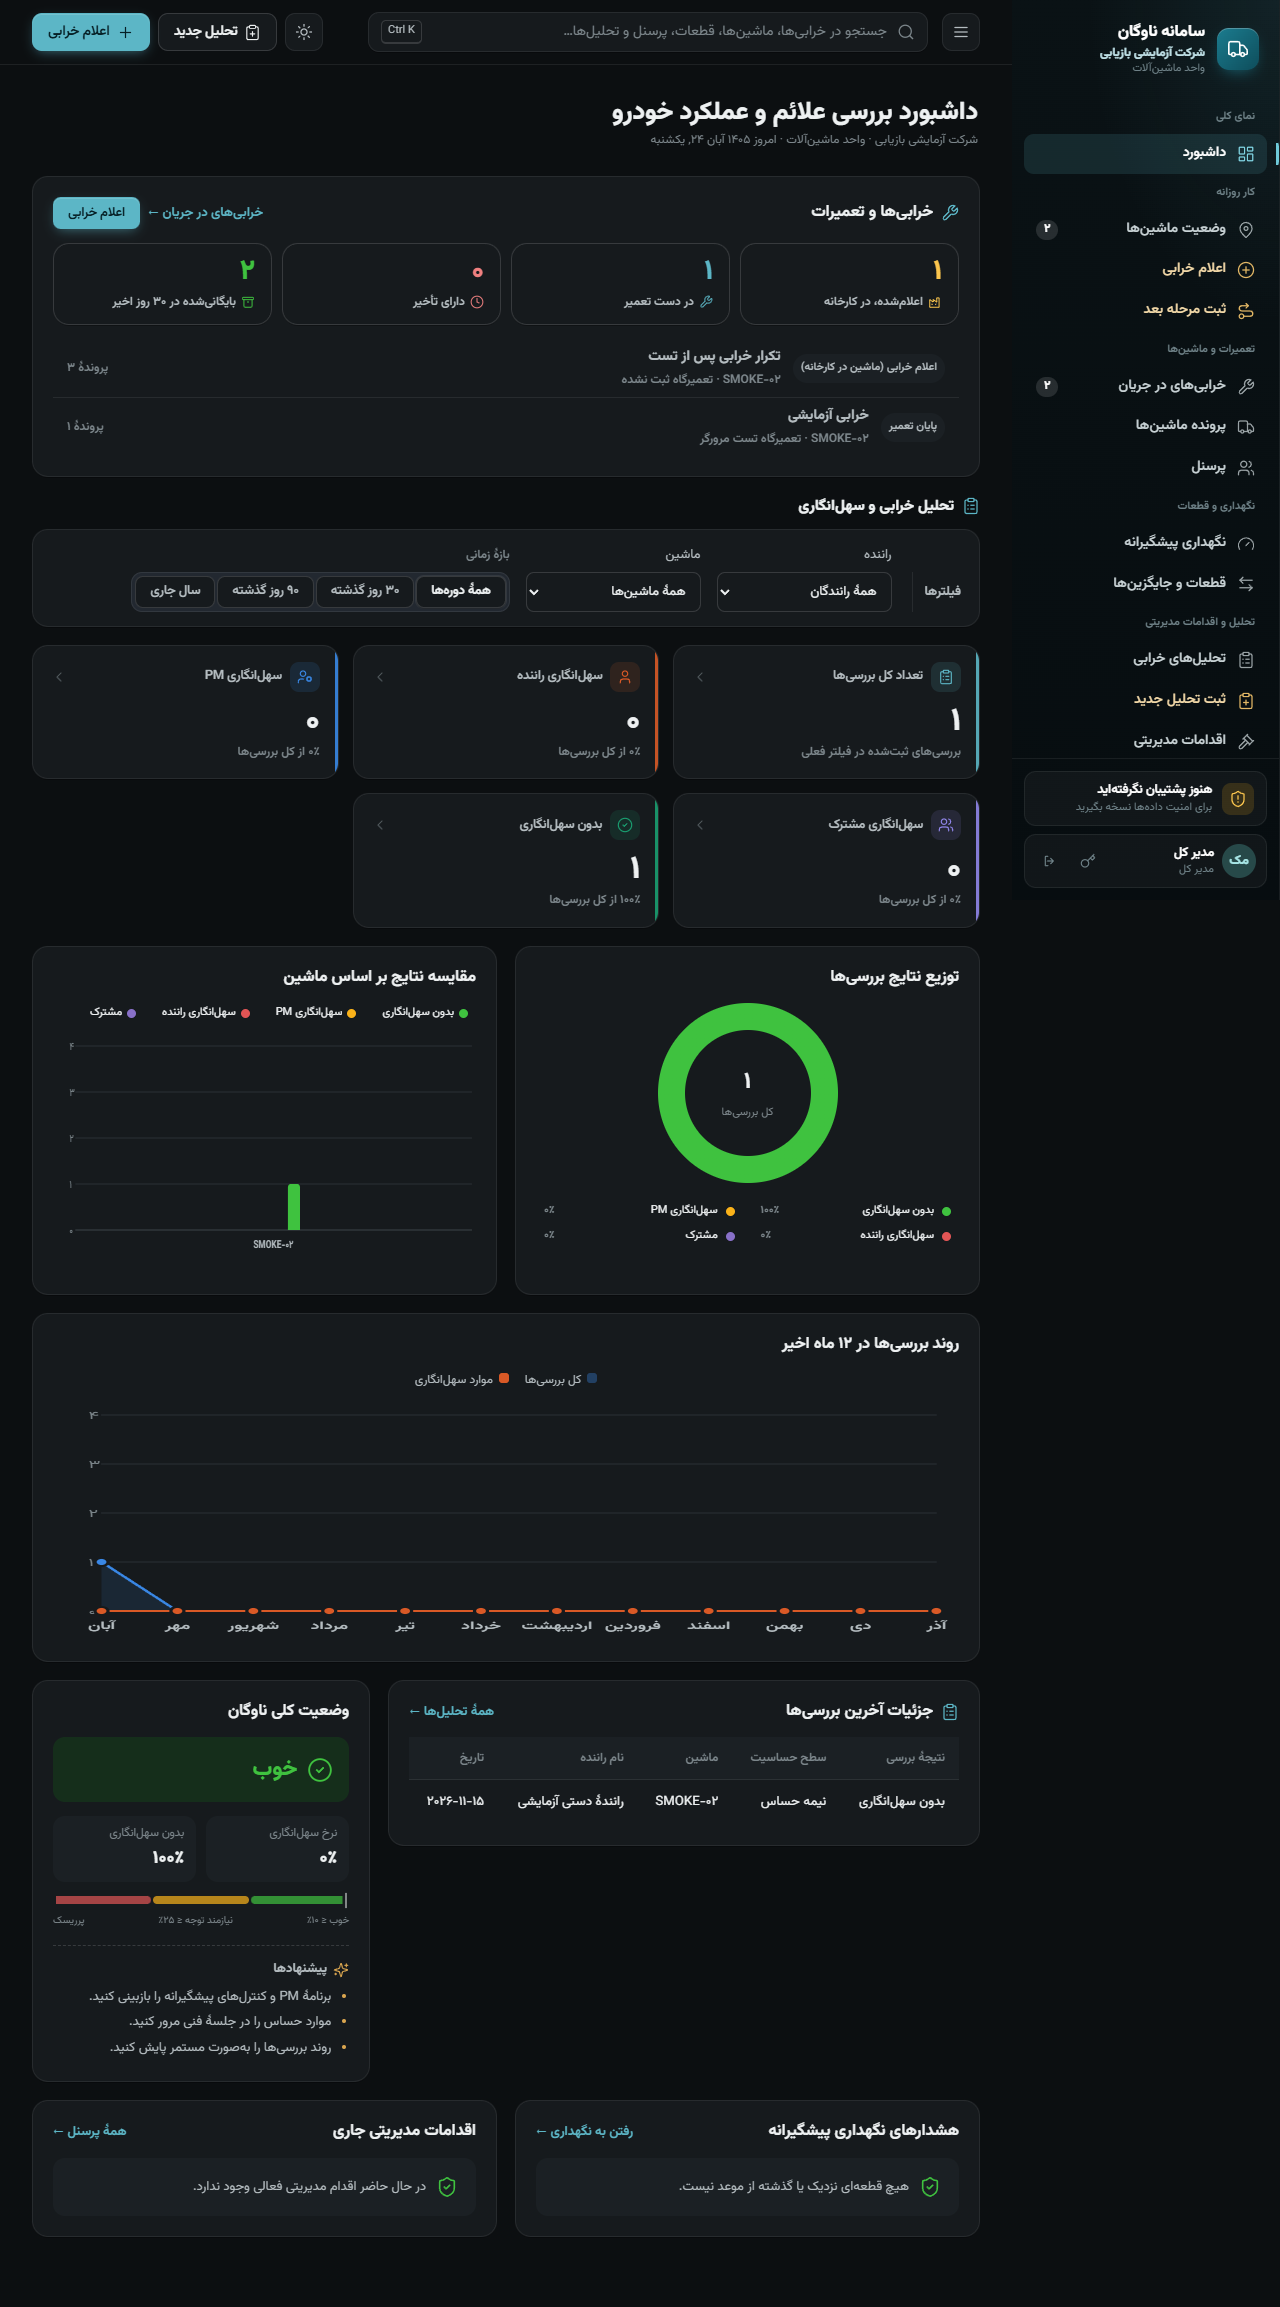 سامانه ناوگان
شرکت آزمایشی بازیابی
واحد ماشین‌آلات
نمای کلی
داشبورد
کار روزانه
وضعیت ماشین‌ها ۲
اعلام خرابی
ثبت مرحله بعد
تعمیرات و ماشین‌ها
خرابی‌های در جریان ۲
پرونده ماشین‌ها
پرسنل
نگهداری و قطعات
نگهداری پیشگیرانه
قطعات و جایگزین‌ها
تحلیل و اقدامات مدیریتی
تحلیل‌های خرابی
ثبت تحلیل جدید
اقدامات مدیریتی
هنوز پشتیبان نگرفته‌اید
برای امنیت داده‌ها نسخه بگیرید
مک
مدیر کل
مدیر کل
جستجو در خرابی‌ها، ماشین‌ها، قطعات، پرسنل و تحلیل‌ها...
Ctrl K
تحلیل جدید
اعلام خرابی
داشبورد بررسی علائم و عملکرد خودرو
شرکت آزمایشی بازیابی · واحد ماشین‌آلات · امروز ۱۴۰۵ آبان ۲۴, یکشنبه
خرابی‌ها و تعمیرات
خرابی‌های در جریان ←
اعلام خرابی
۱
اعلام‌شده، در کارخانه
۱
در دست تعمیر
۰
دارای تأخیر
۲
بایگانی‌شده در ۳۰ روز اخیر
اعلام خرابی (ماشین در کارخانه)
تکرار خرابی پس از تست
SMOKE-۰۲ · تعمیرگاه ثبت نشده
پروندهٔ ۳
پایان تعمیر
خرابی آزمایشی
SMOKE-۰۲ · تعمیرگاه تست مرورگر
پروندهٔ ۱
تحلیل خرابی و سهل‌انگاری
فیلترها
راننده
همهٔ رانندگان
ماشین
همهٔ ماشین‌ها
بازهٔ زمانی
همهٔ دوره‌ها
۳۰ روز گذشته
۹۰ روز گذشته
سال جاری
تعداد کل بررسی‌ها
۱
بررسی‌های ثبت‌شده در فیلتر فعلی
سهل‌انگاری راننده
۰
۰٪ از کل بررسی‌ها
سهل‌انگاری PM
۰
۰٪ از کل بررسی‌ها
سهل‌انگاری مشترک
۰
۰٪ از کل بررسی‌ها
بدون سهل‌انگاری
۱
۱۰۰٪ از کل بررسی‌ها
توزیع نتایج بررسی‌ها
۱
کل بررسی‌ها
بدون سهل‌انگاری ۱۰۰٪
سهل‌انگاری PM ۰٪
سهل‌انگاری راننده ۰٪
مشترک ۰٪
مقایسه نتایج بر اساس ماشین
بدون سهل‌انگاری
سهل‌انگاری PM
سهل‌انگاری راننده
مشترک
۴
۳
۲
۱
۰
SMOKE-۰۲
روند بررسی‌ها در ۱۲ ماه اخیر
کل بررسی‌ها
موارد سهل‌انگاری
۴
۳
۲
۱
۰
آذر دی بهمن اسفند فروردین اردیبهشت خرداد تیر مرداد شهریور مهر آبان
جزئیات آخرین بررسی‌ها
همهٔ تحلیل‌ها ←
نتیجهٔ بررسی سطح حساسیت ماشین نام راننده تاریخ
بدون سهل‌انگاری نیمه حساس SMOKE-۰۲ رانندهٔ دستی آزمایشی ۲۰۲۶-۱۱-۱۵
وضعیت کلی ناوگان
خوب
نرخ سهل‌انگاری
۰٪
بدون سهل‌انگاری
۱۰۰٪
خوب ≤ ۱۰٪
نیازمند توجه ≤ ۲۵٪
پرریسک
پیشنهادها
برنامهٔ PM و کنترل‌های پیشگیرانه را بازبینی کنید.
موارد حساس را در جلسهٔ فنی مرور کنید.
روند بررسی‌ها را به‌صورت مستمر پایش کنید.
هشدارهای نگهداری پیشگیرانه
رفتن به نگهداری ←
هیچ قطعه‌ای نزدیک یا گذشته از موعد نیست.
اقدامات مدیریتی جاری
همهٔ پرسنل ←
در حال حاضر اقدام مدیریتی فعالی وجود ندارد.